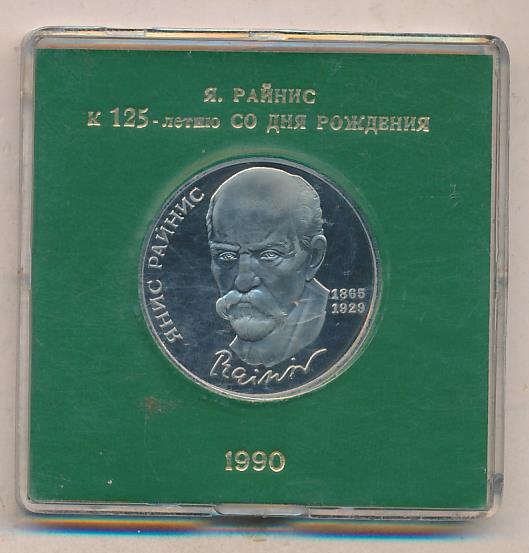 Я. РАЙНИС
к 125-летию СО ДНЯ РОЖДЕНИЯ
ЯНИС РАЙНИС
1865
1929
Rainis
1990